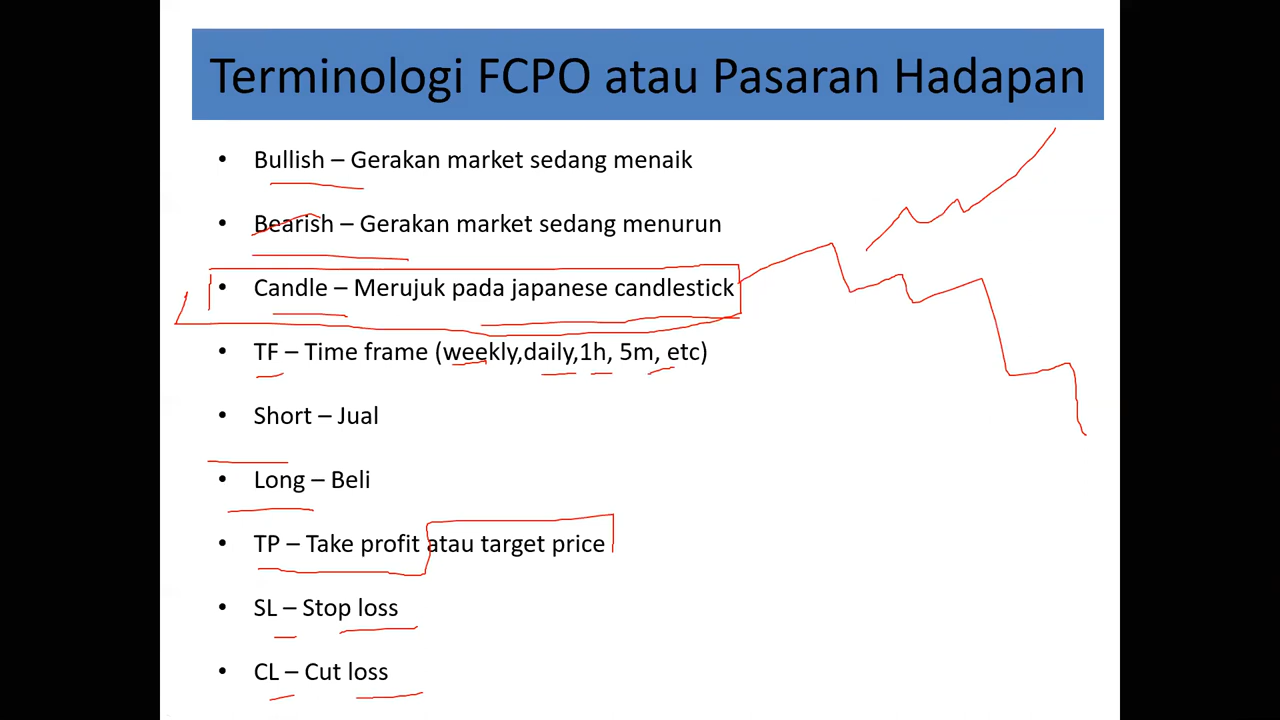 Terminologi FCPO atau Pasaran Hadapan
• Bullish – Gerakan market sedang menaik
• Bearish – Gerakan market sedang menurun
• Candle – Merujuk pada japanese candlestick
• TF – Time frame (weekly,daily,1h, 5m, etc)
• Short – Jual
• Long – Beli
• TP – Take profit atau target price
• SL – Stop loss
• CL – Cut loss